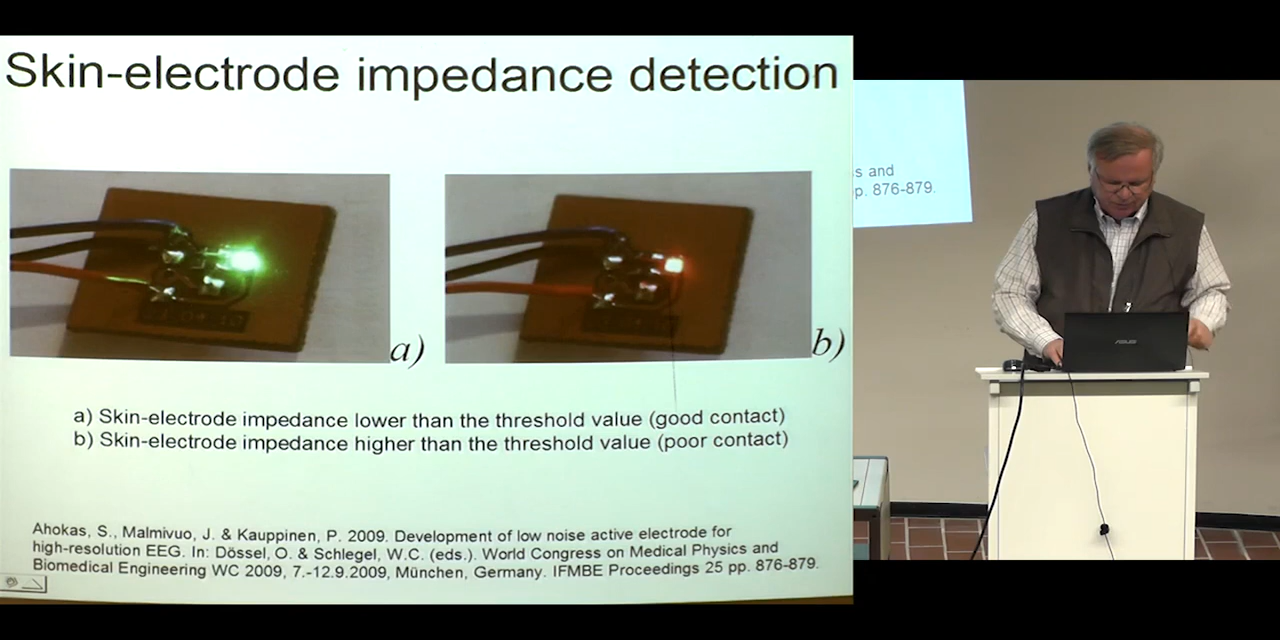 Skin-electrode impedance detection
a)
b)
a) Skin-electrode impedance lower than the threshold value (good contact)
b) Skin-electrode impedance higher than the threshold value (poor contact)
Ahokas, S., Malmivuo, J. & Kauppinen, P. 2009. Development of low noise active electrode for
high-resolution EEG. In: Dössel, O. & Schlegel, W.C. (eds.). World Congress on Medical Physics and
Biomedical Engineering WC 2009, 7.-12.9.2009, München, Germany. IFMBE Proceedings 25 pp. 876-879.
s and
p. 876-879.
ASUS